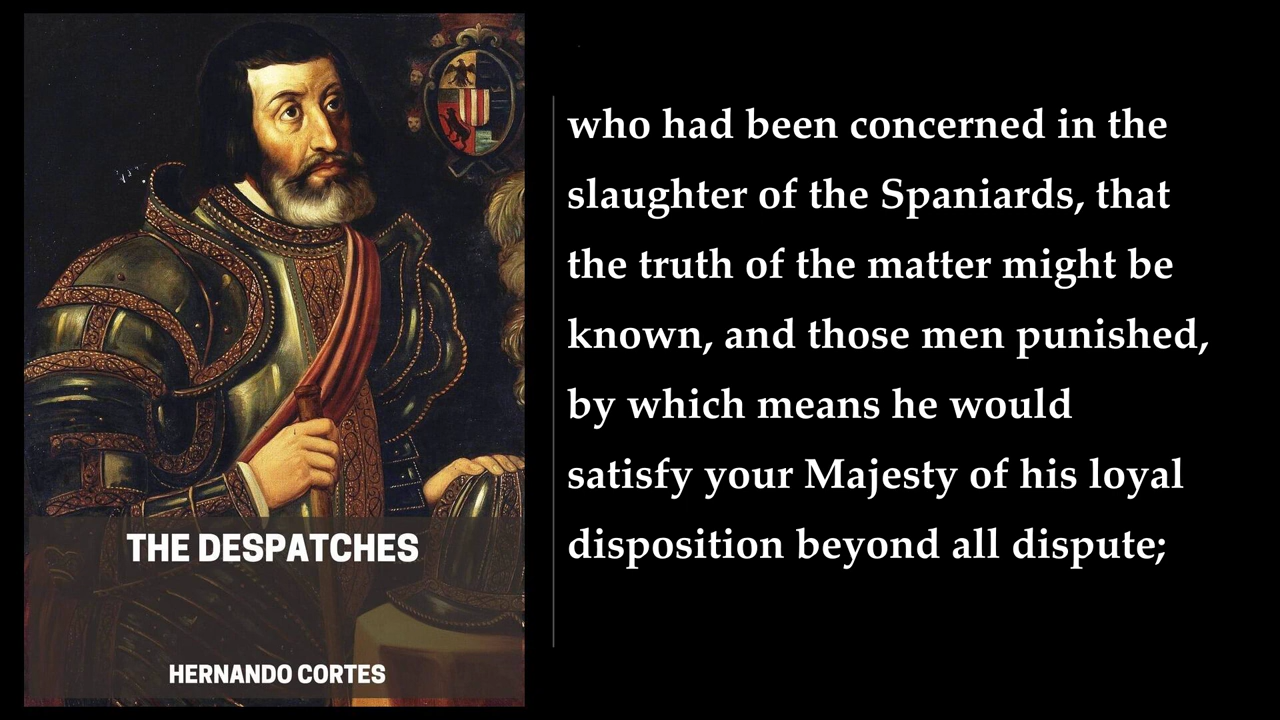 THE DESPATCHES
HERNANDO CORTES
who had been concerned in the
slaughter of the Spaniards, that
the truth of the matter might be
known, and those men punished,
by which means he would
satisfy your Majesty of his loyal
disposition beyond all dispute;